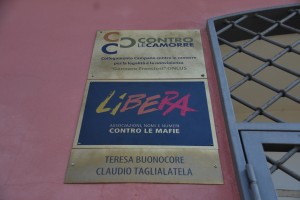 CONTRO
LE CAMORRE
Coordinamento Campano contro le camorre
per la legalità e la nonviolenza
LIBERA
ASSOCIAZIONI, NOMI E NUMERI
CONTRO LE MAFIE
TERESA BUONOCORE
CLAUDIO TAGLIALATELA